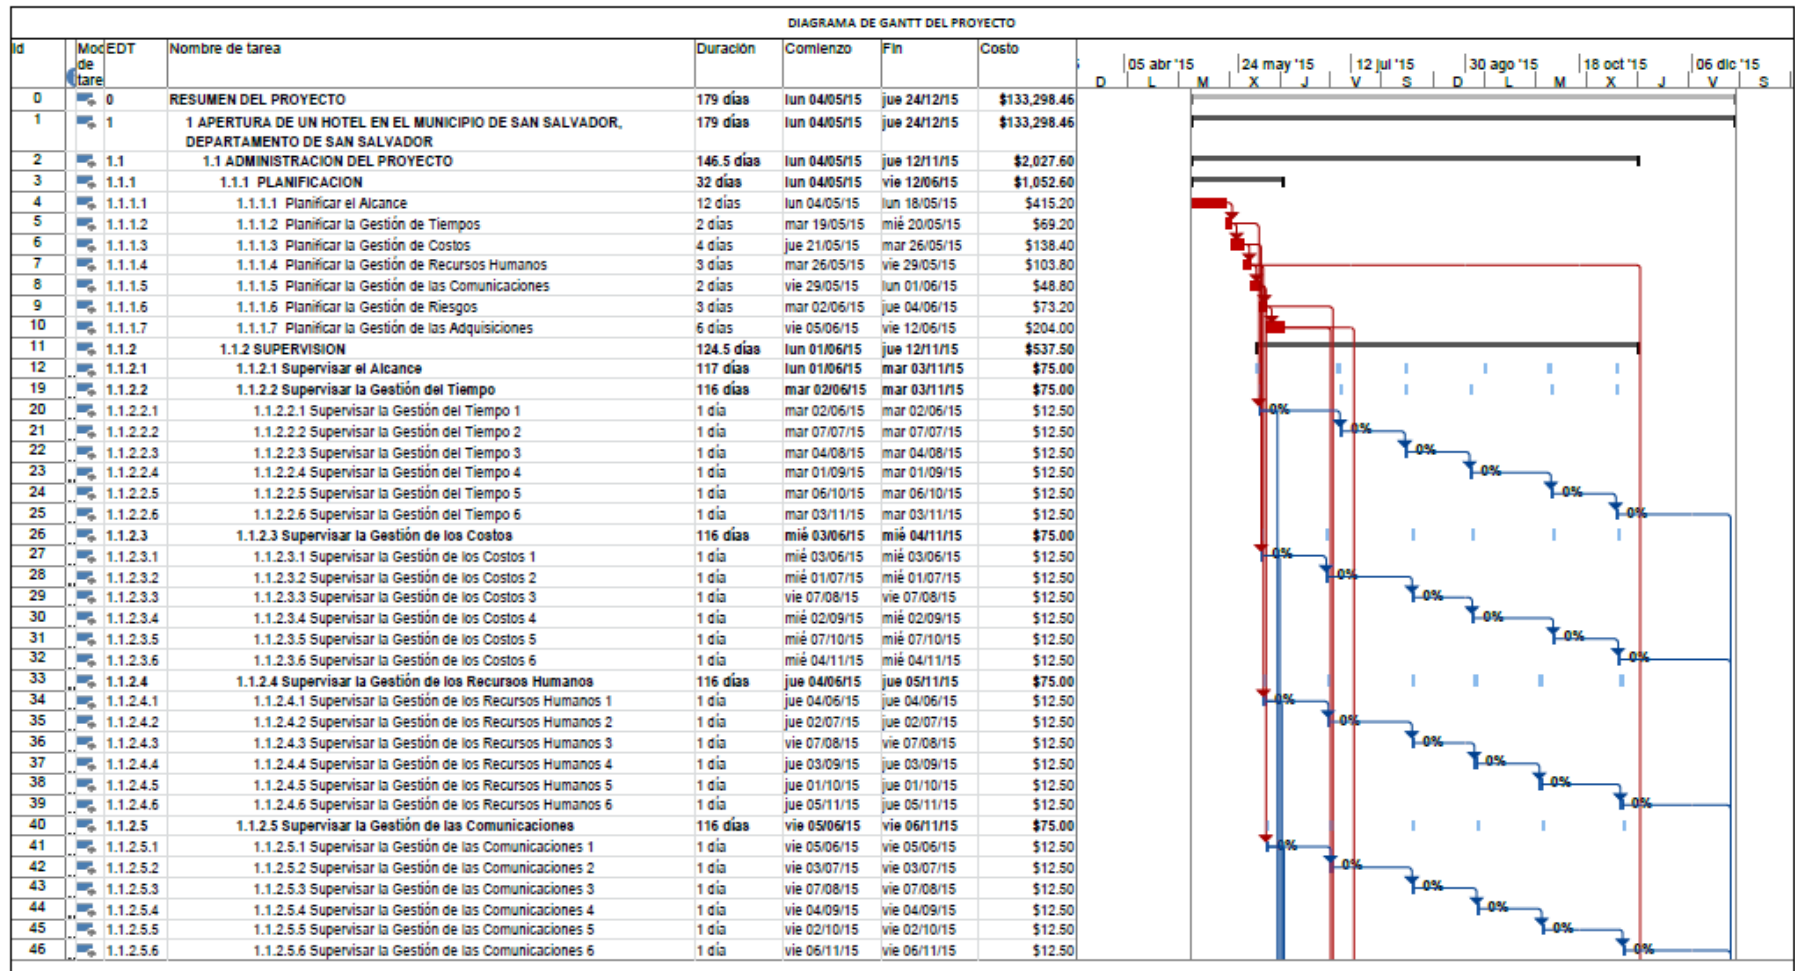 DIAGRAMA DE GANTT DEL PROYECTO
Id Moc de tare EDT Nombre de tarea Duración Comienzo Fin Costo
05 abr '15 24 may '15 12 jul '15 30 ago '15 18 oct '15 06 dic '15
D L M X J V S D M X J V S
0 0 RESUMEN DEL PROYECTO 179 días lun 04/05/15 jue 24/12/15 $133,298.46
1 1 1 APERTURA DE UN HOTEL EN EL MUNICIPIO DE SAN SALVADOR, 179 días lun 04/05/15 jue 24/12/15 $133,298.46
DEPARTAMENTO DE SAN SALVADOR
2 1.1 1.1 ADMINISTRACION DEL PROYECTO 146.5 días lun 04/05/15 jue 12/11/15 $2,027.60
3 1.1.1 1.1.1 PLANIFICACION 32 días lun 04/05/15 vie 12/06/15 $1,052.60
4 1.1.1.1 1.1.1.1 Planificar el Alcance 12 días lun 04/05/15 lun 18/05/15 $415.20
5 1.1.1.2 1.1.1.2 Planificar la Gestión de Tiempos 2 días mar 19/05/15 mié 20/05/15 $69.20
6 1.1.1.3 1.1.1.3 Planificar la Gestión de Costos 4 días jue 21/05/15 mar 26/05/15 $138.40
7 1.1.1.4 1.1.1.4 Planificar la Gestión de Recursos Humanos 3 días mar 26/05/15 vie 29/05/15 $103.80
8 1.1.1.5 1.1.1.5 Planificar la Gestión de las Comunicaciones 2 días vie 29/05/15 lun 01/06/15 $48.80
9 1.1.1.6 1.1.1.6 Planificar la Gestión de Riesgos 3 días mar 02/06/15 jue 04/06/15 $73.20
10 1.1.1.7 1.1.1.7 Planificar la Gestión de las Adquisiciones 6 días vie 05/06/15 vie 12/06/15 $204.00
11 1.1.2 1.1.2 SUPERVISION 124.5 días lun 01/06/15 jue 12/11/15 $537.50
12 1.1.2.1 1.1.2.1 Supervisar el Alcance 117 días lun 01/06/15 mar 03/11/15 $75.00
19 1.1.2.2 1.1.2.2 Supervisar la Gestión del Tiempo 116 días mar 02/06/15 mar 03/11/15 $75.00
20 1.1.2.2.1 1.1.2.2.1 Supervisar la Gestión del Tiempo 1 1 día mar 02/06/15 mar 02/06/15 $12.50 0%
21 1.1.2.2.2 1.1.2.2.2 Supervisar la Gestión del Tiempo 2 1 día mar 07/07/15 mar 07/07/15 $12.50 0%
22 1.1.2.2.3 1.1.2.2.3 Supervisar la Gestión del Tiempo 3 1 día mar 04/08/15 mar 04/08/15 $12.50 0%
23 1.1.2.2.4 1.1.2.2.4 Supervisar la Gestión del Tiempo 4 1 día mar 01/09/15 mar 01/09/15 $12.50 0%
24 1.1.2.2.5 1.1.2.2.5 Supervisar la Gestión del Tiempo 5 1 día mar 06/10/15 mar 06/10/15 $12.50 0%
25 1.1.2.2.6 1.1.2.2.6 Supervisar la Gestión del Tiempo 6 1 día mar 03/11/15 mar 03/11/15 $12.50 0%
26 1.1.2.3 1.1.2.3 Supervisar la Gestión de los Costos 116 días mié 03/06/15 mié 04/11/15 $75.00
27 1.1.2.3.1 1.1.2.3.1 Supervisar la Gestión de los Costos 1 1 día mié 03/06/15 mié 03/06/15 $12.50 0%
28 1.1.2.3.2 1.1.2.3.2 Supervisar la Gestión de los Costos 2 1 día mié 01/07/15 mié 01/07/15 $12.50 0%
29 1.1.2.3.3 1.1.2.3.3 Supervisar la Gestión de los Costos 3 1 día vie 07/08/15 vie 07/08/15 $12.50 0%
30 1.1.2.3.4 1.1.2.3.4 Supervisar la Gestión de los Costos 4 1 día mié 02/09/15 mié 02/09/15 $12.50 0%
31 1.1.2.3.5 1.1.2.3.5 Supervisar la Gestión de los Costos 5 1 día mié 07/10/15 mié 07/10/15 $12.50 0%
32 1.1.2.3.6 1.1.2.3.6 Supervisar la Gestión de los Costos 6 1 día mié 04/11/15 mié 04/11/15 $12.50 0%
33 1.1.2.4 1.1.2.4 Supervisar la Gestión de los Recursos Humanos 116 días jue 04/06/15 jue 05/11/15 $75.00
34 1.1.2.4.1 1.1.2.4.1 Supervisar la Gestión de los Recursos Humanos 1 1 día jue 04/06/15 jue 04/06/15 $12.50 0%
35 1.1.2.4.2 1.1.2.4.2 Supervisar la Gestión de los Recursos Humanos 2 1 día jue 02/07/15 jue 02/07/15 $12.50 0%
36 1.1.2.4.3 1.1.2.4.3 Supervisar la Gestión de los Recursos Humanos 3 1 día vie 07/08/15 vie 07/08/15 $12.50 0%
37 1.1.2.4.4 1.1.2.4.4 Supervisar la Gestión de los Recursos Humanos 4 1 día jue 03/09/15 jue 03/09/15 $12.50 0%
38 1.1.2.4.5 1.1.2.4.5 Supervisar la Gestión de los Recursos Humanos 5 1 día jue 01/10/15 jue 01/10/15 $12.50 0%
39 1.1.2.4.6 1.1.2.4.6 Supervisar la Gestión de los Recursos Humanos 6 1 día jue 05/11/15 jue 05/11/15 $12.50 0%
40 1.1.2.5 1.1.2.5 Supervisar la Gestión de las Comunicaciones 116 días vie 05/06/15 vie 06/11/15 $75.00
41 1.1.2.5.1 1.1.2.5.1 Supervisar la Gestión de las Comunicaciones 1 1 día vie 05/06/15 vie 05/06/15 $12.50 0%
42 1.1.2.5.2 1.1.2.5.2 Supervisar la Gestión de las Comunicaciones 2 1 día vie 03/07/15 vie 03/07/15 $12.50 0%
43 1.1.2.5.3 1.1.2.5.3 Supervisar la Gestión de las Comunicaciones 3 1 día vie 07/08/15 vie 07/08/15 $12.50 0%
44 1.1.2.5.4 1.1.2.5.4 Supervisar la Gestión de las Comunicaciones 4 1 día vie 04/09/15 vie 04/09/15 $12.50 0%
45 1.1.2.5.5 1.1.2.5.5 Supervisar la Gestión de las Comunicaciones 5 1 día vie 02/10/15 vie 02/10/15 $12.50 0%
46 1.1.2.5.6 1.1.2.5.6 Supervisar la Gestión de las Comunicaciones 6 1 día vie 06/11/15 vie 06/11/15 $12.50 0%